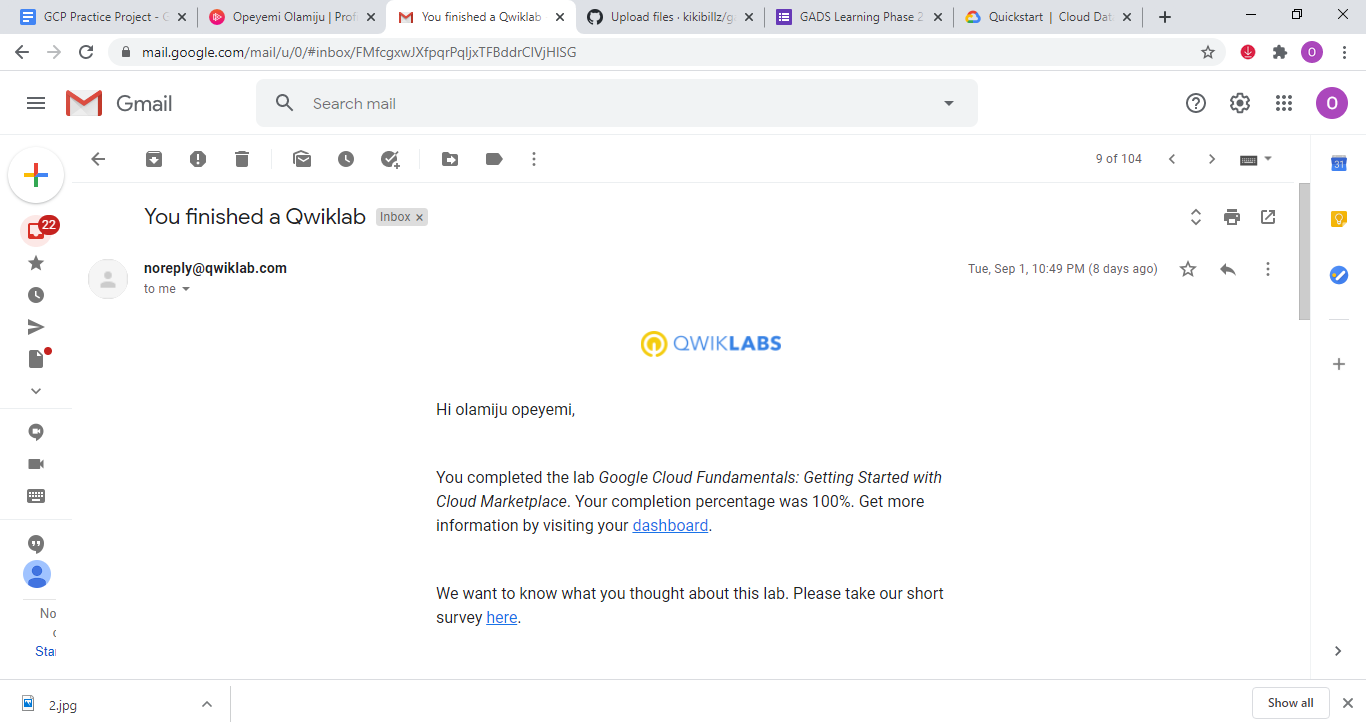 GCP Practice Project - G
Opeyemi Olamiju | Prof
You finished a Qwiklab
Upload files · kikibillz/g
GADS Learning Phase 2
Quickstart | Cloud Dat
mail.google.com/mail/u/0/#inbox/FMfcgxwJXfpqrPqljxTFBddrClVjHlSG
O
Gmail
Search mail
O
9 of 104
31
22
You finished a Qwiklab
Inbox
noreply@qwiklab.com
Tue, Sep 1, 10:49 PM (8 days ago)
to me
QWIKLABS
Hi olamiju opeyemi,
You completed the lab Google Cloud Fundamentals: Getting Started with
Cloud Marketplace. Your completion percentage was 100%. Get more
information by visiting your dashboard.
We want to know what you thought about this lab. Please take our short
survey here.
No
Star
2.jpg
Show all